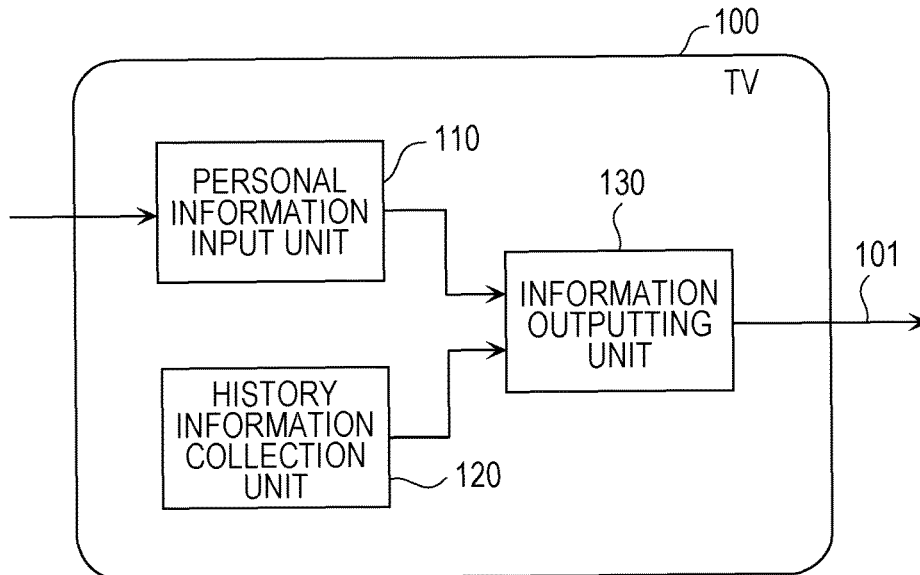 100
TV
110
PERSONAL
INFORMATION
INPUT UNIT
130
INFORMATION
OUTPUTTING
UNIT
101
HISTORY
INFORMATION
COLLECTION
UNIT
120